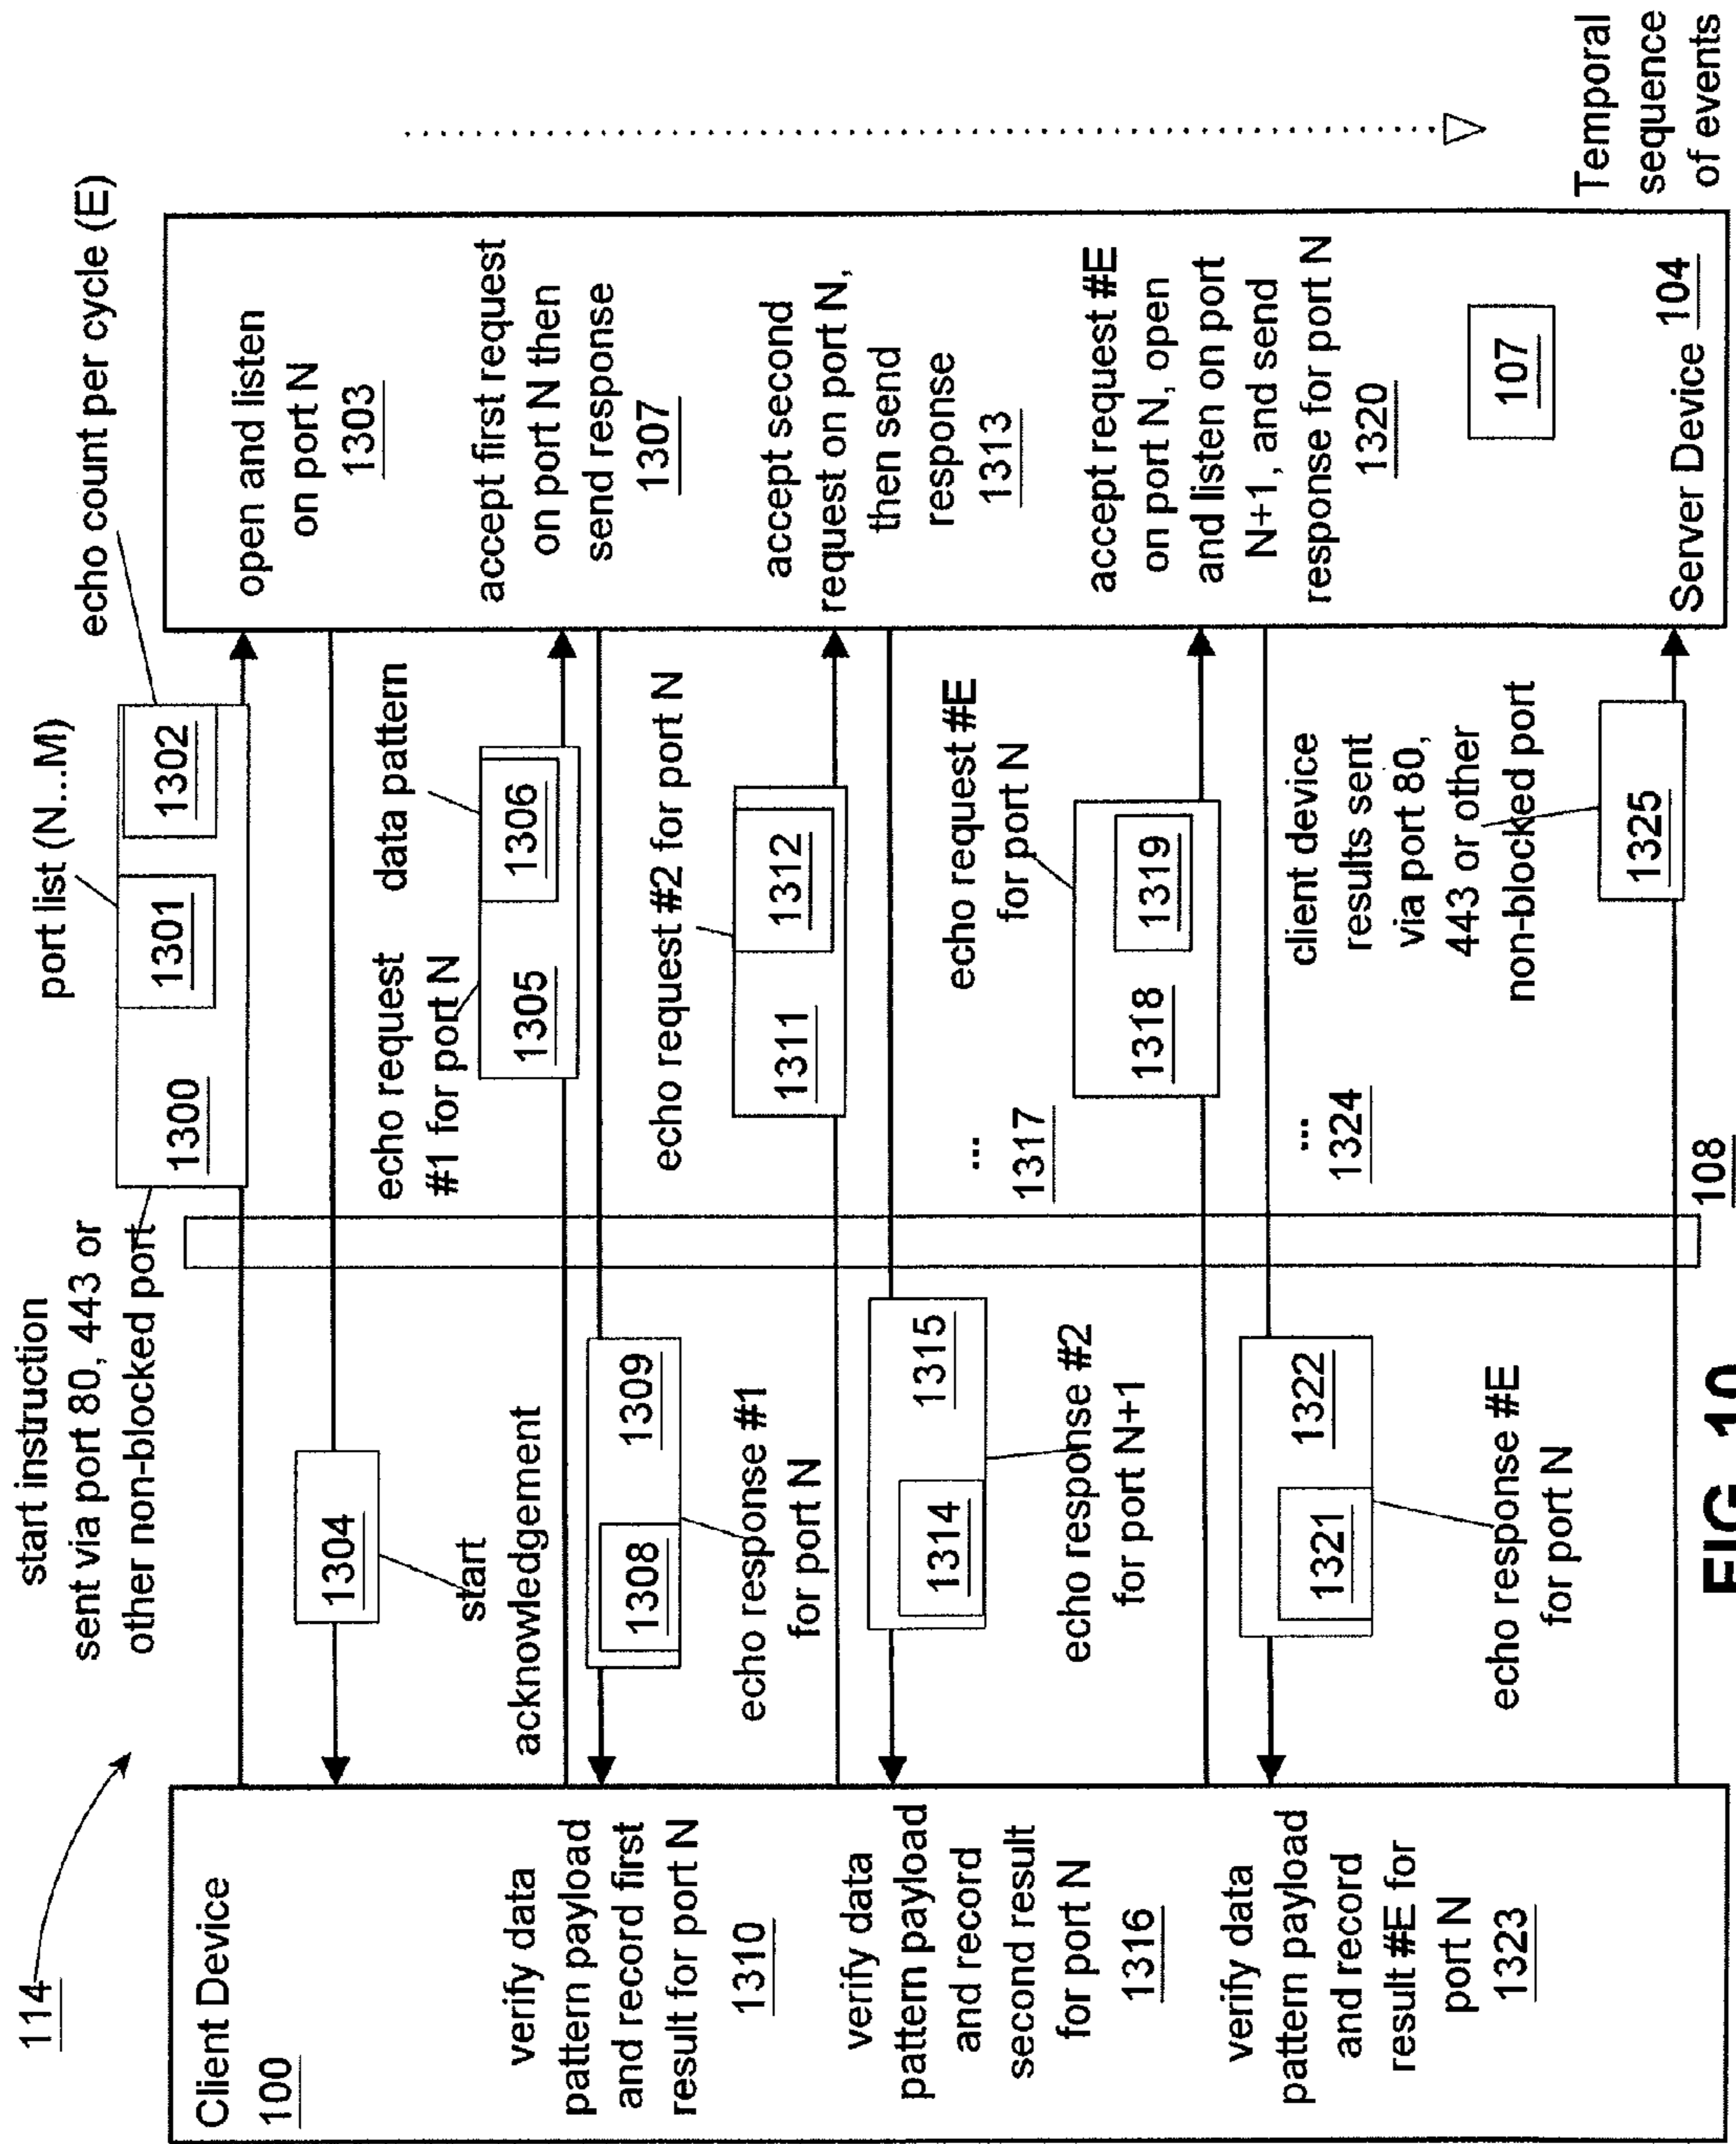 114
start instruction
sent via port 80, 443 or
other non-blocked port
port list (N...M)
echo count per cycle (E)
1300
1301
1302
Client Device
100
open and listen
on port N
1303
1304
start
acknowledgement
echo request
#1 for port N
data pattern
1305
1306
accept first request
on port N then
send response
1307
1308
1309
echo response #1
for port N
verify data
pattern payload
and record first
result for port N
1310
echo request #2 for port N
1311
1312
accept second
request on port N,
then send
response
1313
1314
1315
echo response #2
for port N+1
verify data
pattern payload
and record
second result
for port N
1316
...
1317
echo request #E
for port N
1318
1319
accept request #E
on port N, open
and listen on port
N+1, and send
response for port N
1320
1321
1322
echo response #E
for port N
verify data
pattern payload
and record
result #E for
port N
1323
...
1324
client device
results sent
via port 80,
443 or other
non-blocked port
1325
107
Server Device 104
108
Temporal
sequence
of events